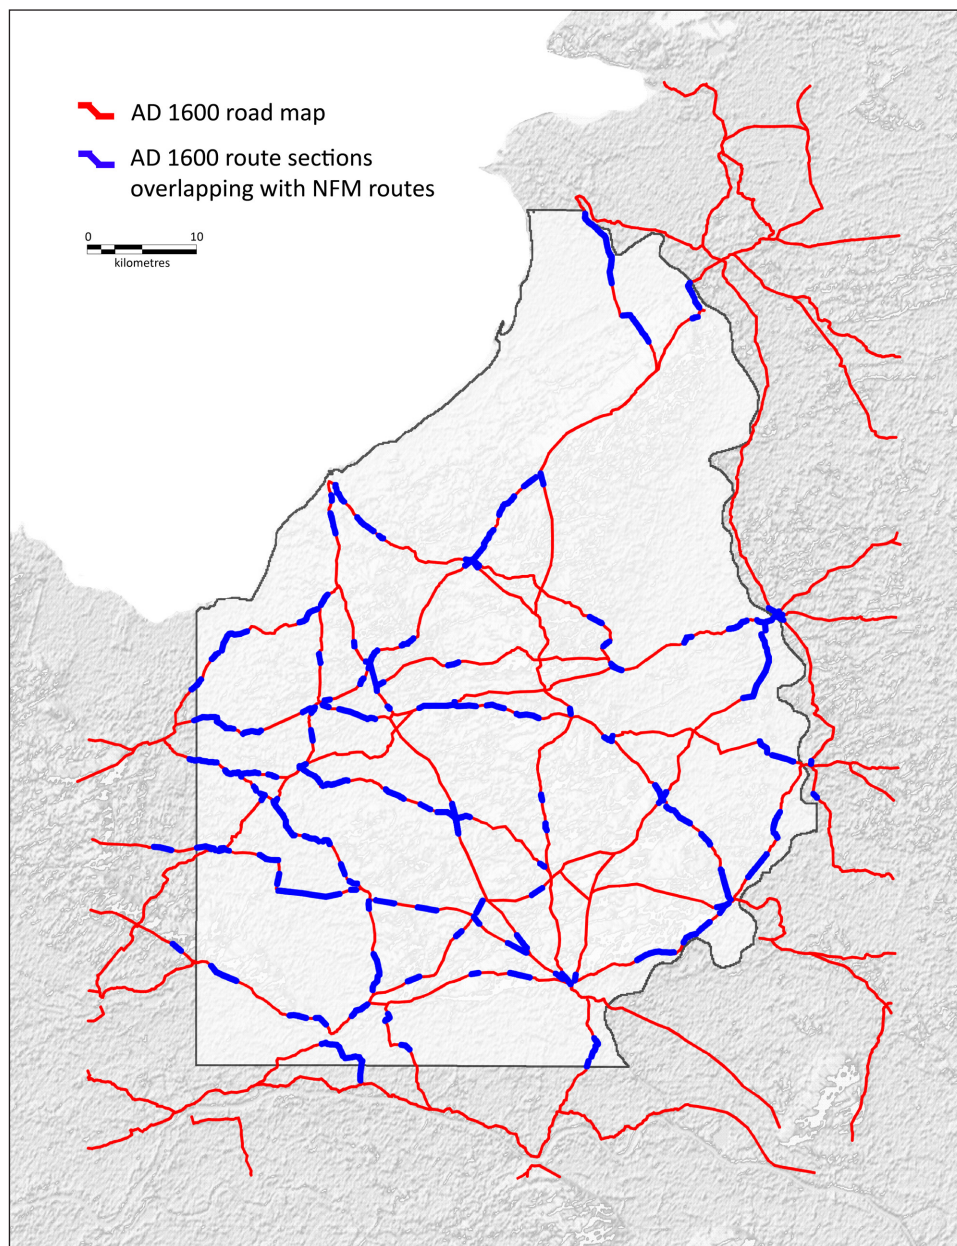 AD 1600 road map
AD 1600 route sections
overlapping with NFM routes
0 10
kilometres